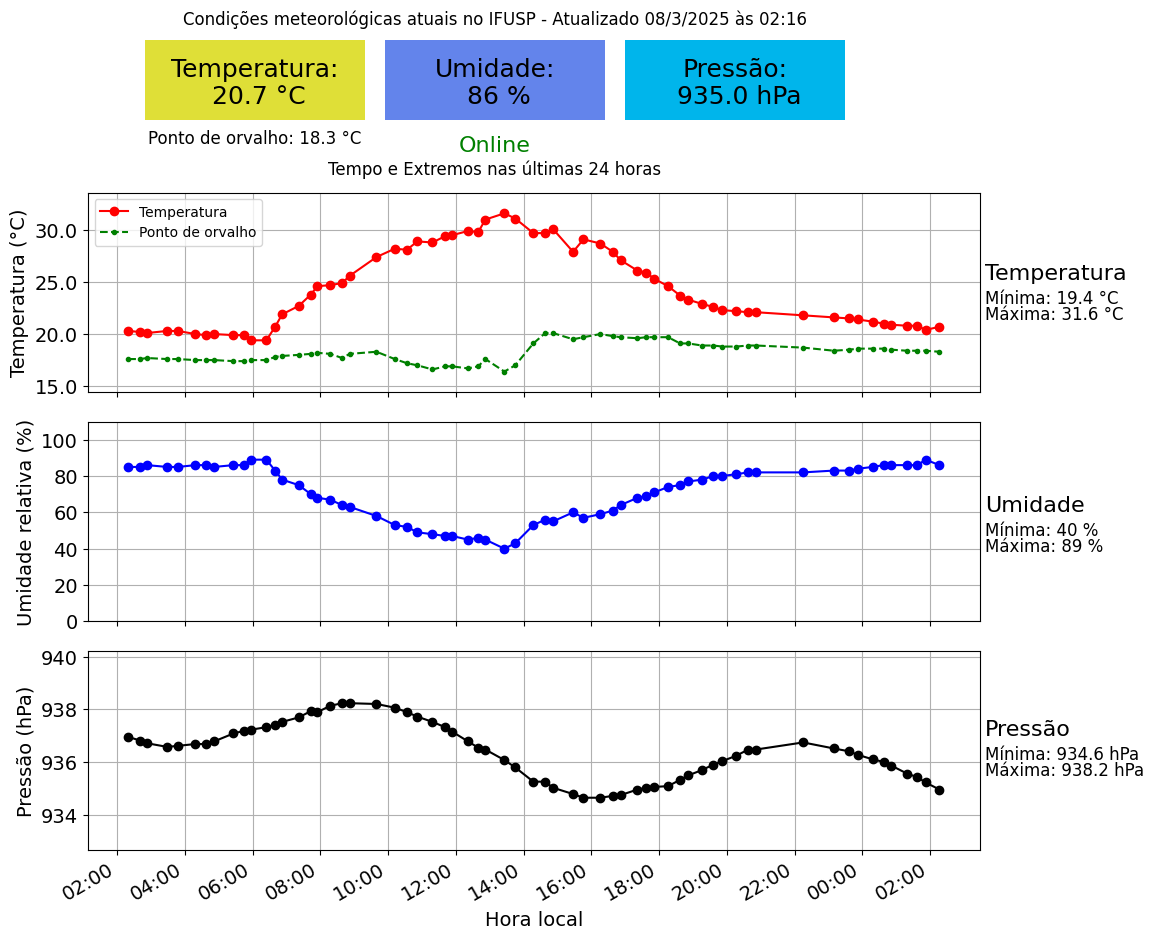 Condições meteorológicas atuais no IFUSP - Atualizado 08/3/2025 às 02:16
Temperatura:
20.7 °C
Umidade:
86 %
Pressão:
935.0 hPa
Ponto de orvalho: 18.3 °C
Online
Tempo e Extremos nas últimas 24 horas
Temperatura (°C)
30.0
25.0
20.0
15.0
Temperatura
Ponto de orvalho
Temperatura
Mínima: 19.4 °C
Máxima: 31.6 °C
Umidade relativa (%)
100
80
60
40
20
0
Umidade
Mínima: 40 %
Máxima: 89 %
Pressão (hPa)
940
938
936
934
Pressão
Mínima: 934.6 hPa
Máxima: 938.2 hPa
02:00 04:00 06:00 08:00 10:00 12:00 14:00 16:00 18:00 20:00 22:00 00:00 02:00
Hora local